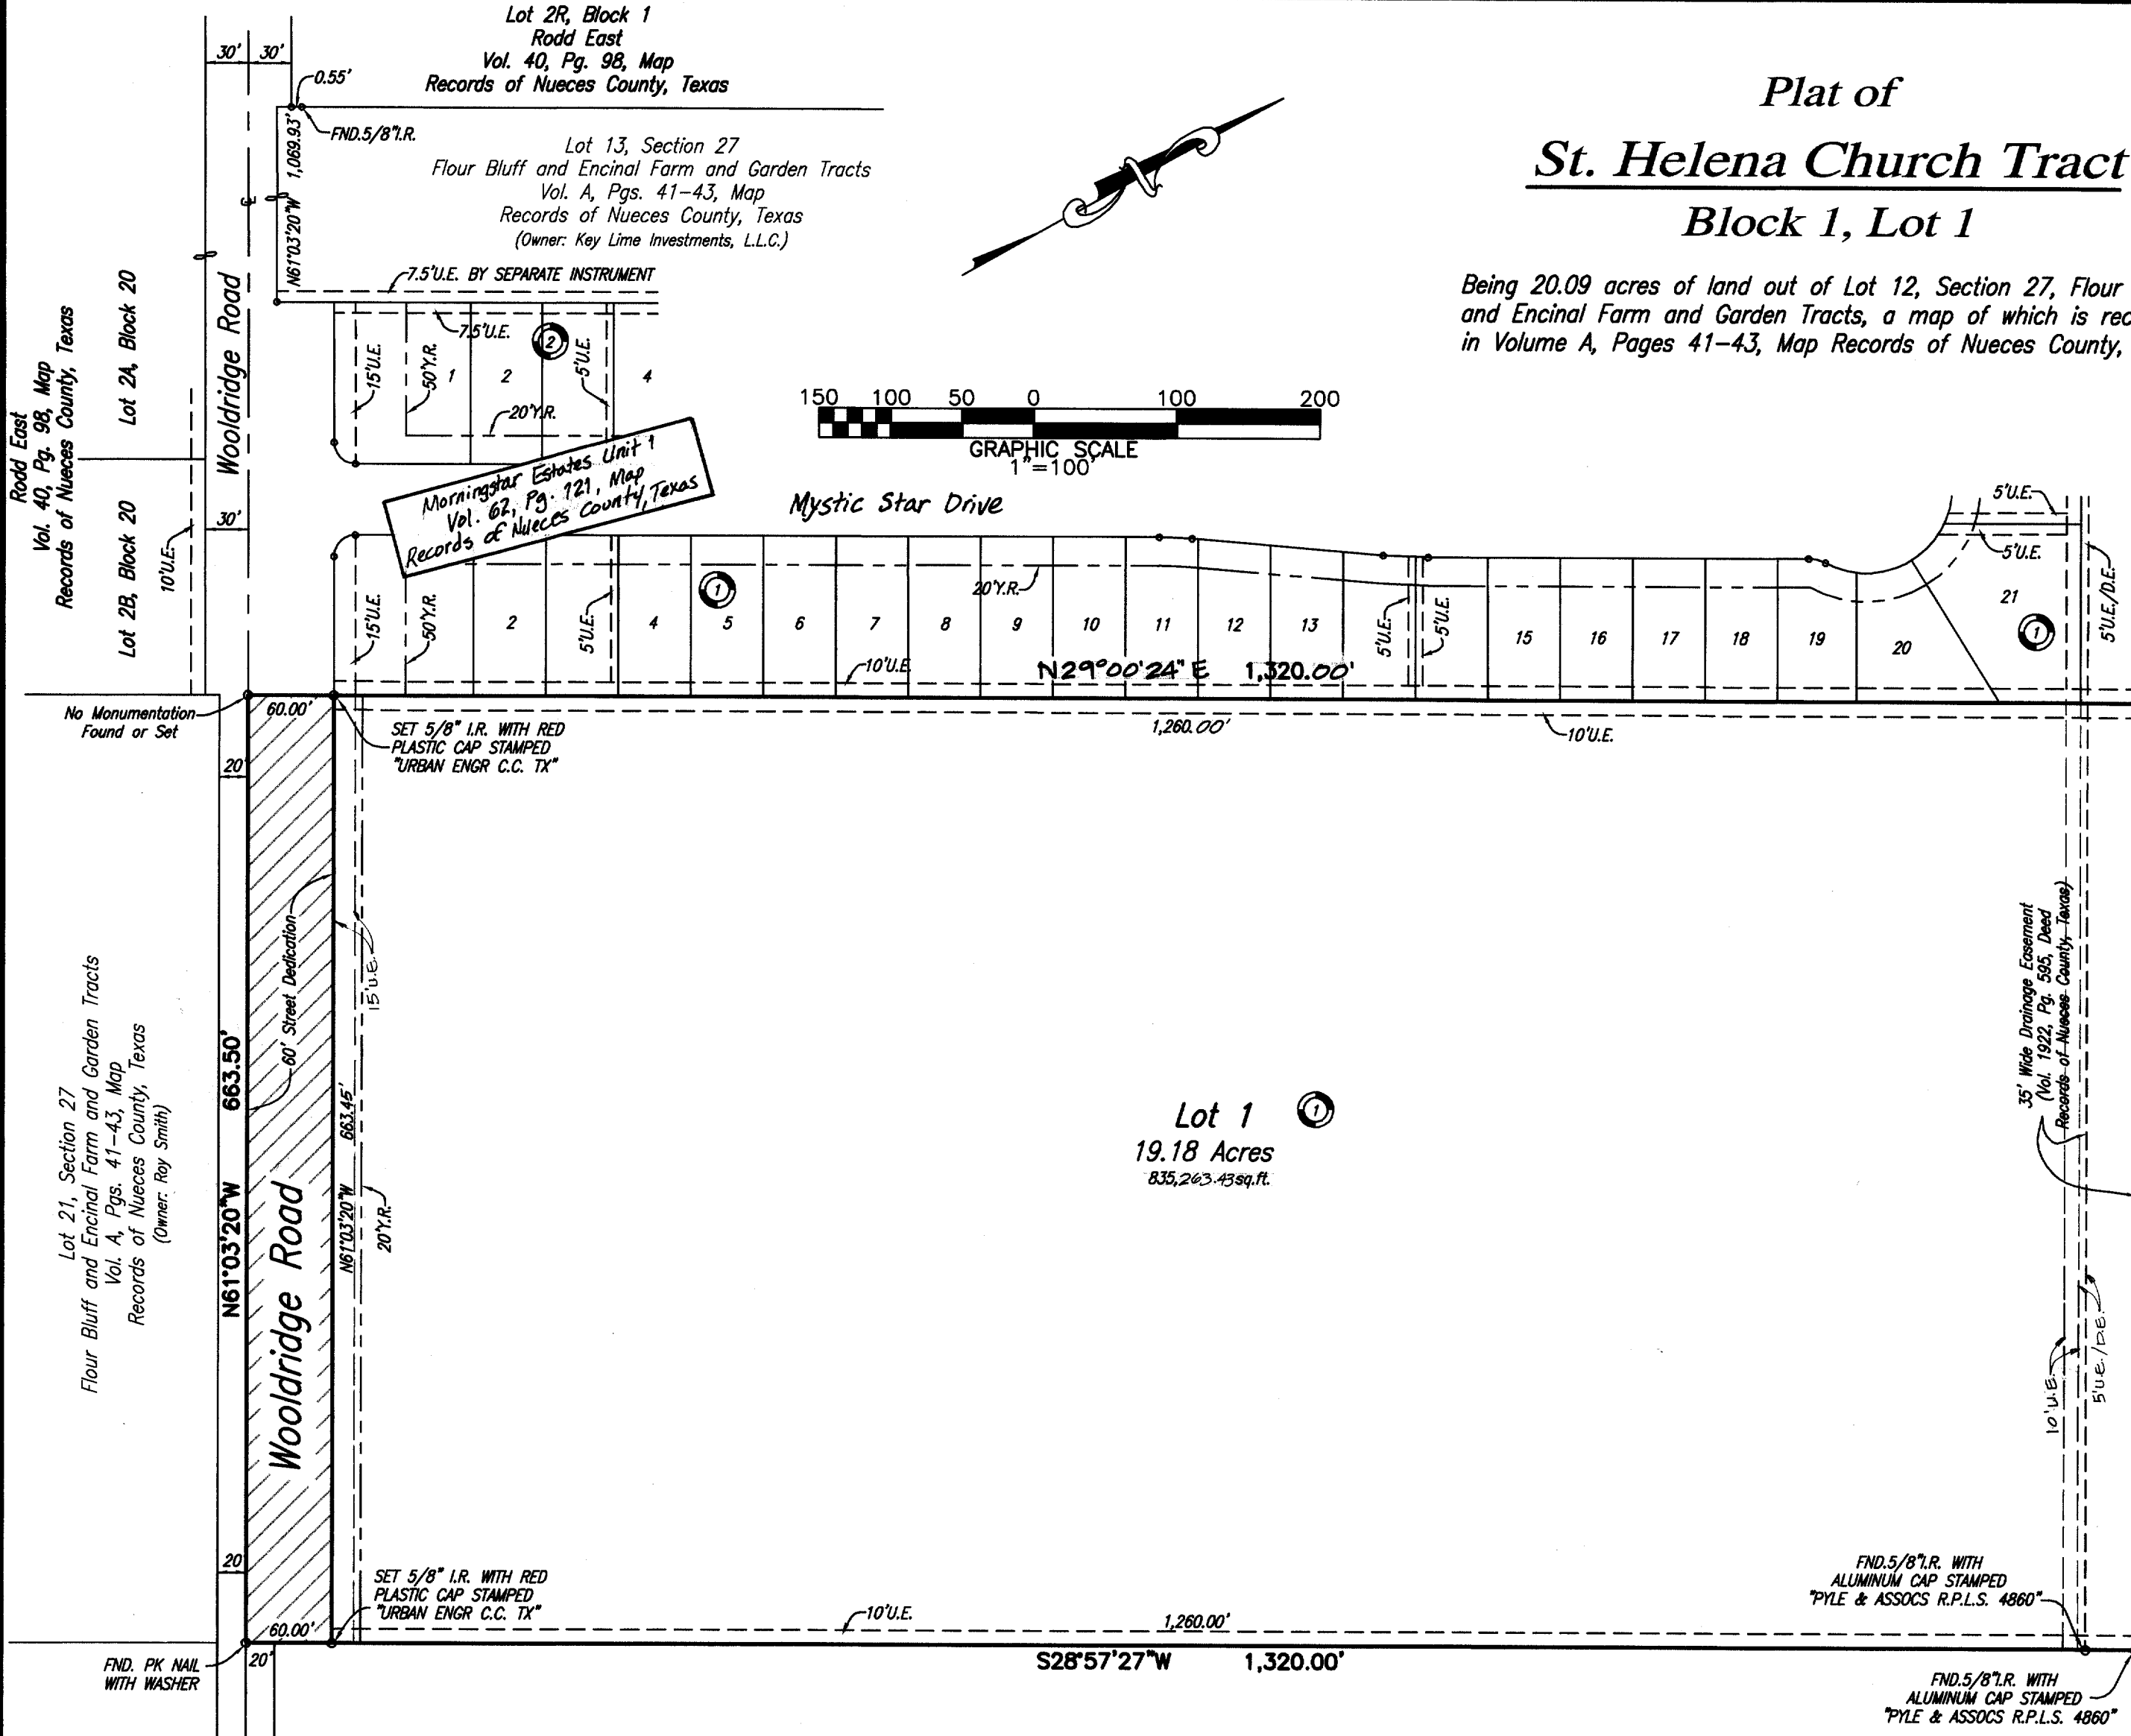 Lot 2R, Block 1
Rodd East
Vol. 40, Pg. 98, Map
Records of Nueces County, Texas
30'
30'
0.55'
FND.5/8"I.R.
N61°03'20"W 1,069.93'
Lot 13, Section 27
Flour Bluff and Encinal Farm and Garden Tracts
Vol. A, Pgs. 41-43, Map
Records of Nueces County, Texas
(Owner: Key Lime Investments, L.L.C.)
Plat of
St. Helena Church Tract
Block 1, Lot 1
Being 20.09 acres of land out of Lot 12, Section 27, Flour
and Encinal Farm and Garden Tracts, a map of which is rec
in Volume A, Pages 41-43, Map Records of Nueces County,
7.5'U.E. BY SEPARATE INSTRUMENT
7.5'U.E.
2
15'U.E.
50'Y.R.
1
2
5'U.E.
4
20'Y.R.
Rodd East
Vol. 40, Pg. 98, Map
Records of Nueces County, Texas
Lot 2A, Block 20
Lot 2B, Block 20
10'U.E.
Wooldridge Road
30'
150 100 50 0 100 200
GRAPHIC SCALE
1"=100'
Morningstar Estates Unit 1
Vol. 62, Pg. 121, Map
Records of Nueces County, Texas
Mystic Star Drive
5'U.E.
5'U.E.
5'U.E./D.E.
15'U.E.
50'Y.R.
2
5'U.E.
4
5
1
6
7
8
9
20'Y.R.
10
11
12
13
5'U.E.
5'U.E.
15
16
17
18
19
20
21
1
10'U.E.
N29°00'24"E 1,320.00'
No Monumentation
Found or Set
60.00'
SET 5/8" I.R. WITH RED
PLASTIC CAP STAMPED
"URBAN ENGR C.C. TX"
1,260.00'
10'U.E.
20'
60' Street Dedication
15'U.E.
Lot 21, Section 27
Flour Bluff and Encinal Farm and Garden Tracts
Vol. A, Pgs. 41-43, Map
Records of Nueces County, Texas
(Owner: Roy Smith)
N61°03'20"W 663.50'
Wooldridge Road
N61°03'20"W 663.45'
20'Y.R.
Lot 1
1
19.18 Acres
835,263.43sq.ft.
35' Wide Drainage Easement
(Vol. 1922, Pg. 595, Deed
Records of Nueces County, Texas)
10'U.E.
5'U.E./D.E.
20'
SET 5/8" I.R. WITH RED
PLASTIC CAP STAMPED
"URBAN ENGR C.C. TX"
60.00'
10'U.E.
1,260.00'
FND.5/8"I.R. WITH
ALUMINUM CAP STAMPED
"PYLE & ASSOCS R.P.L.S. 4860"
FND. PK NAIL
WITH WASHER
20'
S28°57'27"W 1,320.00'
FND.5/8"I.R. WITH
ALUMINUM CAP STAMPED
"PYLE & ASSOCS R.P.L.S. 4860"